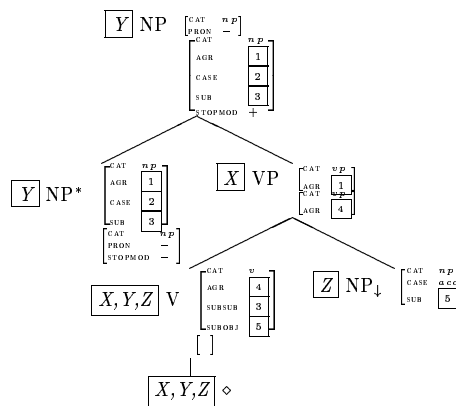 Y NP CAT np
PRON −
CAT np
AGR 1
CASE 2
SUB 3
STOPMOD +
Y NP* CAT np
AGR 1
CASE 2
SUB 3
CAT np
PRON −
STOPMOD −
X VP CAT vp
AGR 1
CAT vp
AGR 4
X,Y,Z V CAT v
AGR 4
SUBSUB 3
SUBOBJ 5
[ ]
Z NP↓ CAT np
CASE acc
SUB 5
X,Y,Z ⋄